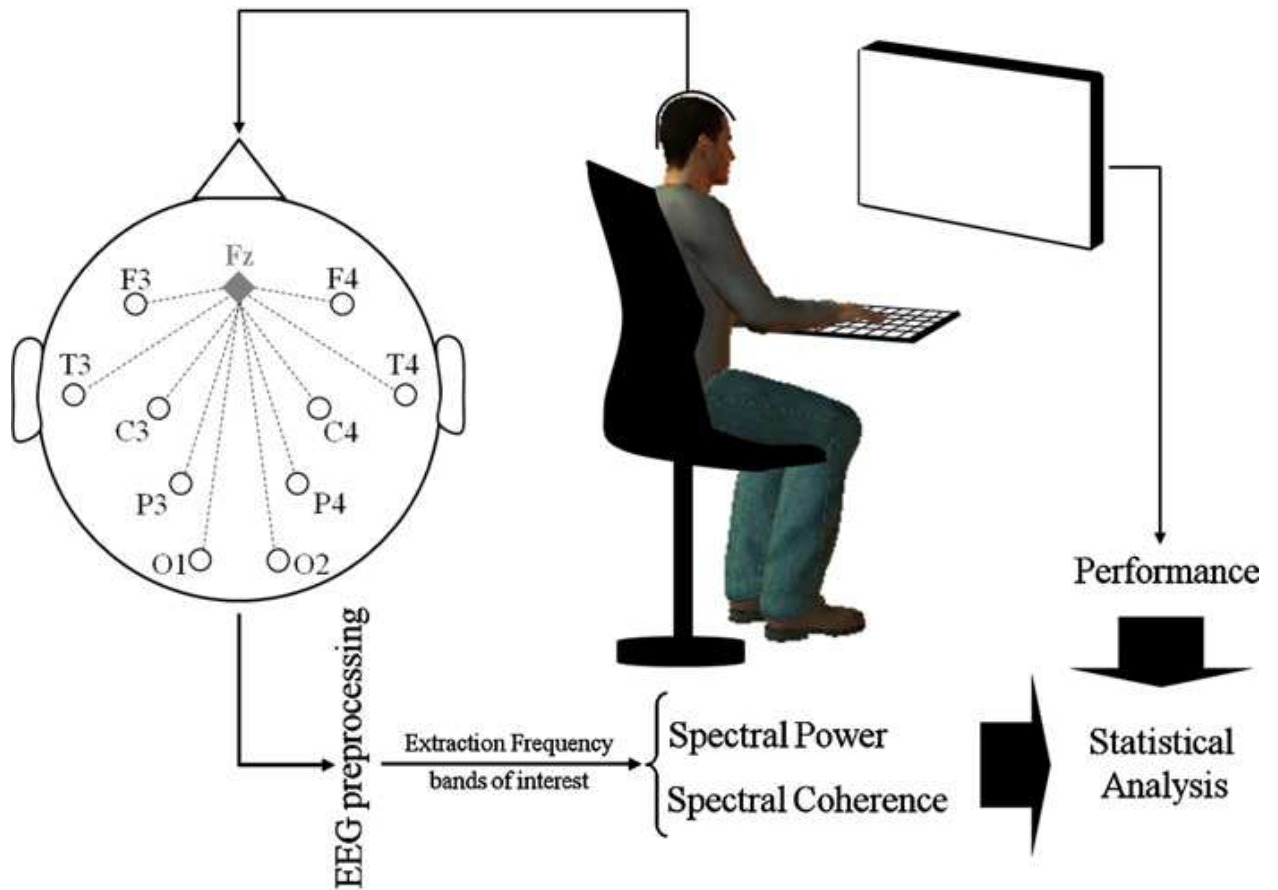 Fz
F3
F4
T3
T4
C3
C4
P3
P4
O1
O2
Performance
EEG preprocessing
Extraction Frequency
bands of interest
Spectral Power
Spectral Coherence
Statistical
Analysis